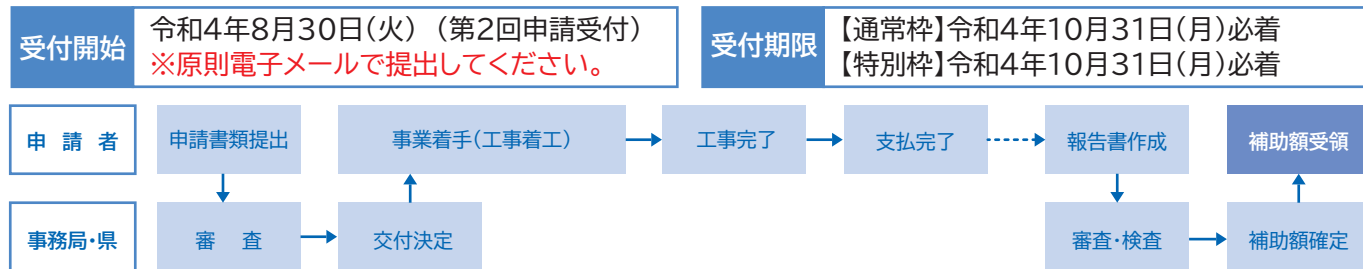 受付開始
令和4年8月30日(火) (第2回申請受付)
※原則電子メールで提出してください。
受付期限
【通常枠】令和4年10月31日(月)必着
【特別枠】令和4年10月31日(月)必着
申請者
申請書類提出
事業着手(工事着工)
工事完了
支払完了
報告書作成
補助額受領
事務局・県
審査
交付決定
審査・検査
補助額確定